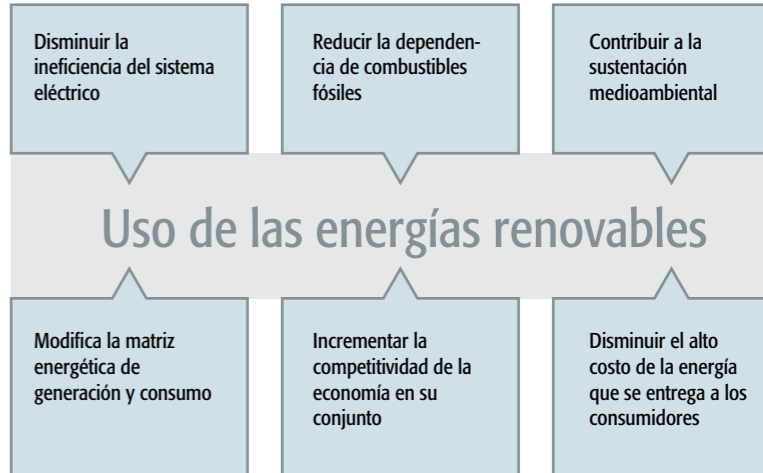 Disminuir la
ineficiencia del sistema
eléctrico
Reducir la dependen-
cia de combustibles
fósiles
Contribuir a la
sustentación
medioambiental
Uso de las energías renovables
Modifica la matriz
energética de
generación y consumo
Incrementar la
competitividad de la
economía en su
conjunto
Disminuir el alto
costo de la energía
que se entrega a los
consumidores